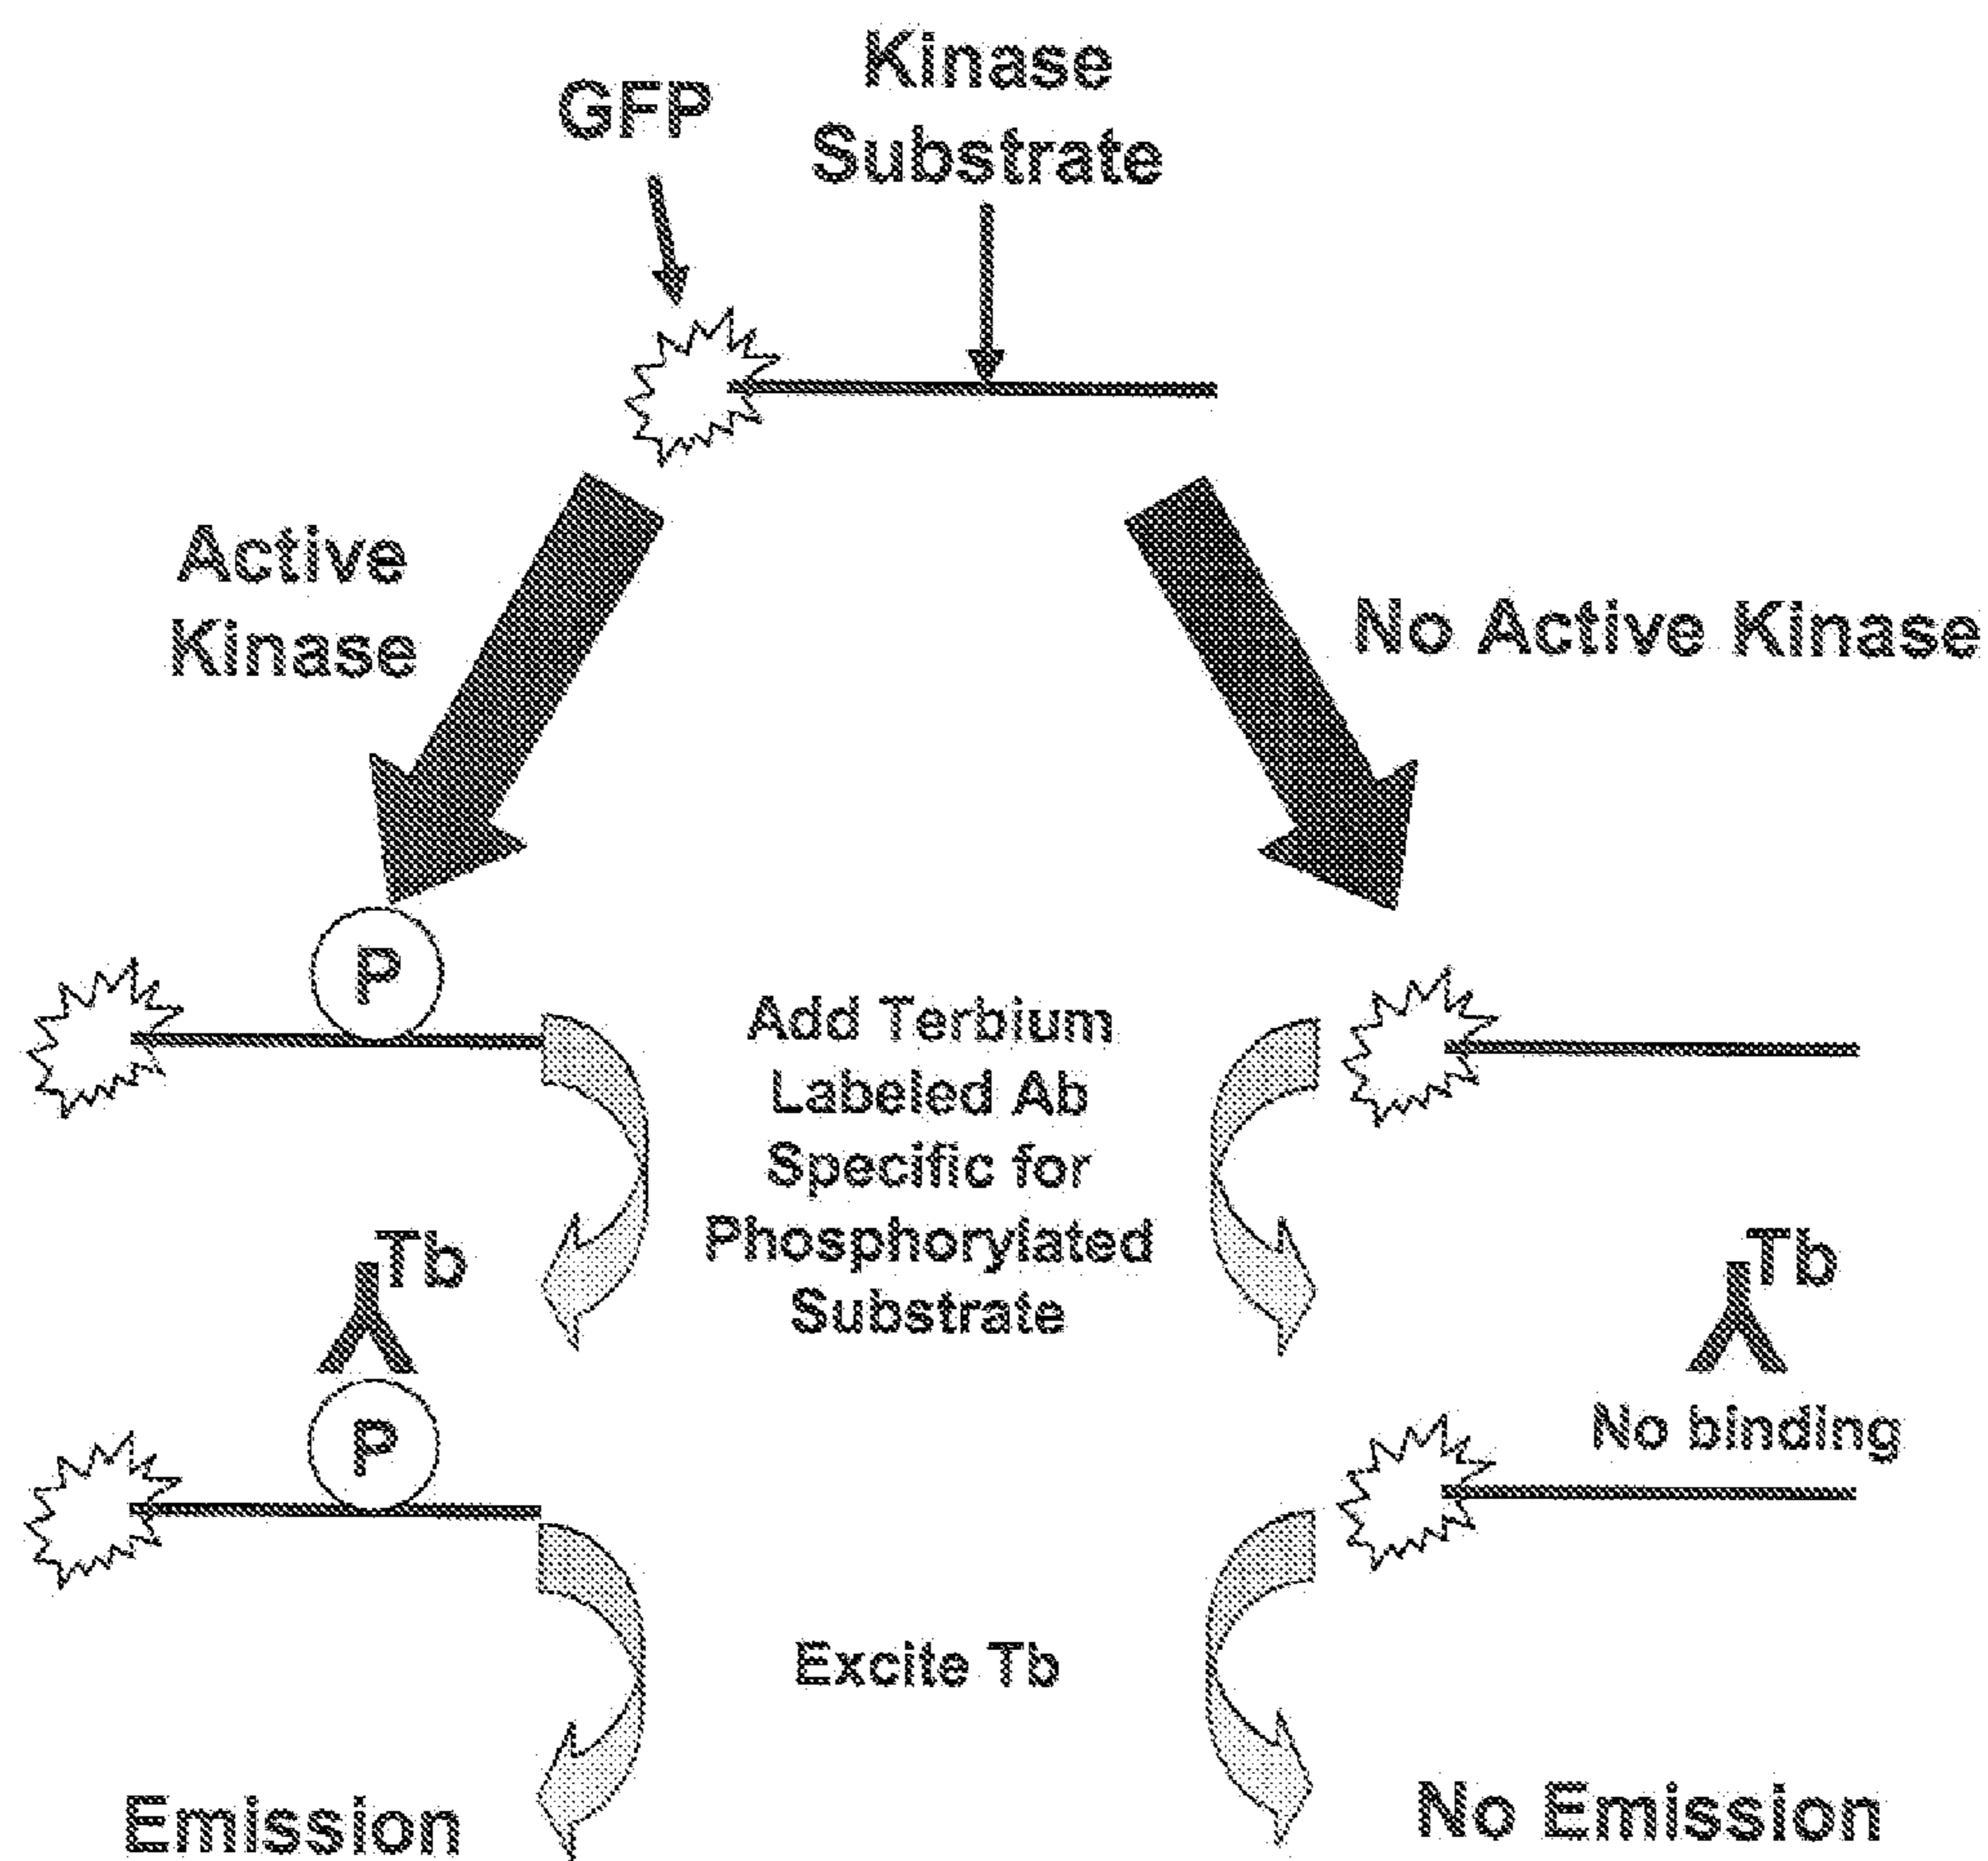 GFP
Kinase
Substrate
Active
Kinase
No Active Kinase
P
Add Terbium
Labeled Ab
Specific for
Phosphorylated
Substrate
Tb
P
Tb
No binding
Excite Tb
Emission
No Emission